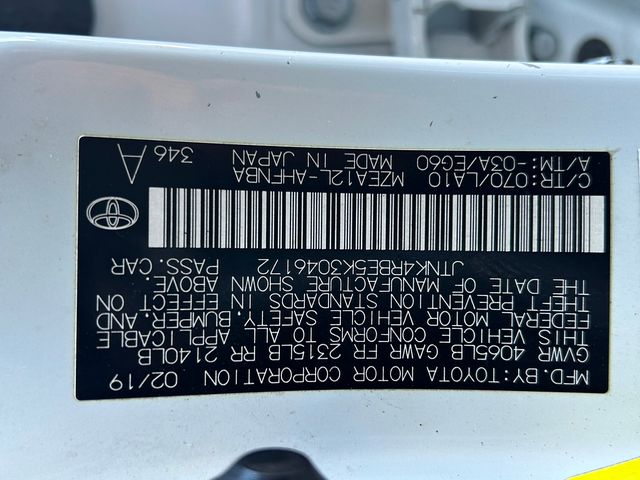 MFD. BY: TOYOTA MOTOR CORPORATION 02/19
GVWR 4065LB GAWR FR 2315LB RR 2140LB
THIS VEHICLE CONFORMS TO ALL APPLICABLE
FEDERAL MOTOR VEHICLE SAFETY, BUMPER, AND
THEFT PREVENTION STANDARDS IN EFFECT ON
THE DATE OF MANUFACTURE SHOWN ABOVE.
JTNK4RBE5K3046172 PASS. CAR
C/TR: 070/LA10 MZEA12L-AHFNBA 346 A
A/TM: -03A/EG60 MADE IN JAPAN